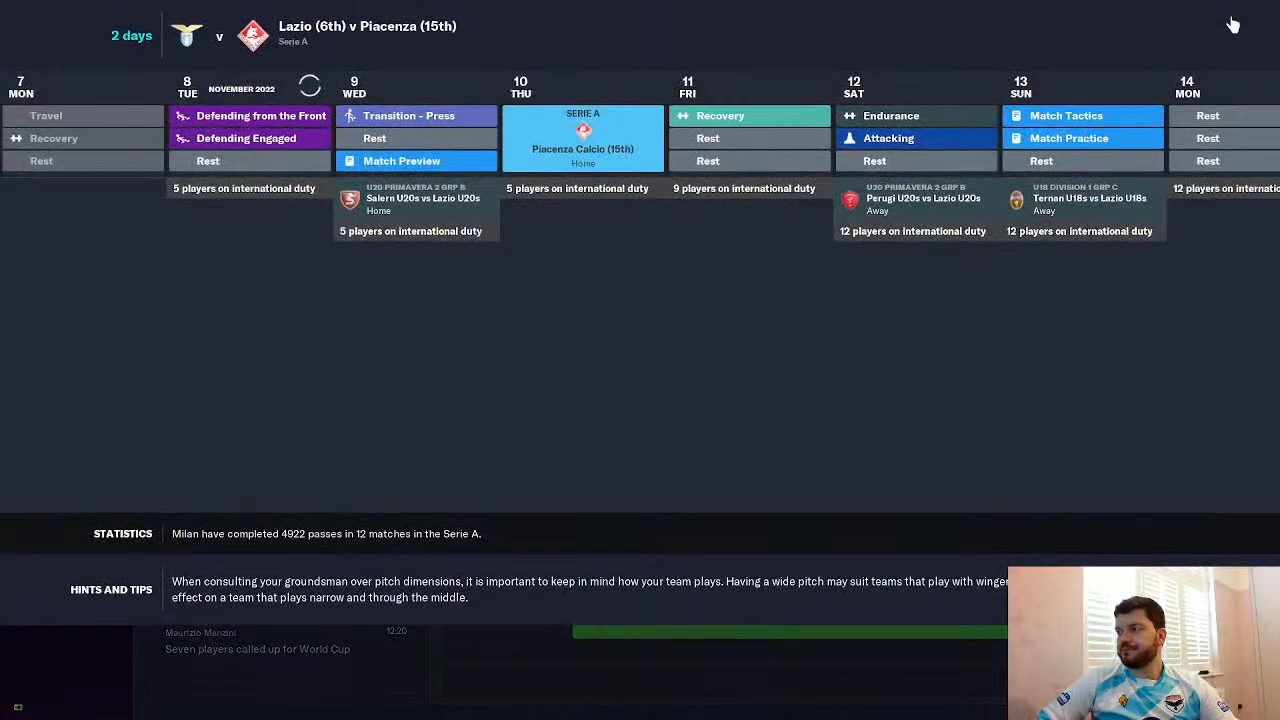 2 days
v
Lazio (6th) v Piacenza (15th)
Serie A
7
MON
8
TUE
NOVEMBER 2022
9
WED
10
THU
11
FRI
12
SAT
13
SUN
14
MON
Travel
Recovery
Rest
Defending from the Front
Defending Engaged
Rest
5 players on international duty
Transition - Press
Rest
Match Preview
U20 PRIMAVERA 2 GRP B
Salern U20s vs Lazio U20s
Home
5 players on international duty
SERIE A
Piacenza Calcio (15th)
Home
5 players on international duty
Recovery
Rest
Rest
9 players on international duty
Endurance
Attacking
Rest
U20 PRIMAVERA 2 GRP B
Perugi U20s vs Lazio U20s
Away
12 players on international duty
Match Tactics
Match Practice
Rest
U18 DIVISION 1 GRP C
Ternan U18s vs Lazio U18s
Away
12 players on international duty
Rest
Rest
Rest
12 players on internat
STATISTICS
Milan have completed 4922 passes in 12 matches in the Serie A.
HINTS AND TIPS
When consulting your groundsman over pitch dimensions, it is important to keep in mind how your team plays. Having a wide pitch may suit teams that play with winger
effect on a team that plays narrow and through the middle.
Maurizio Manzini
12:20
Seven players called up for World Cup